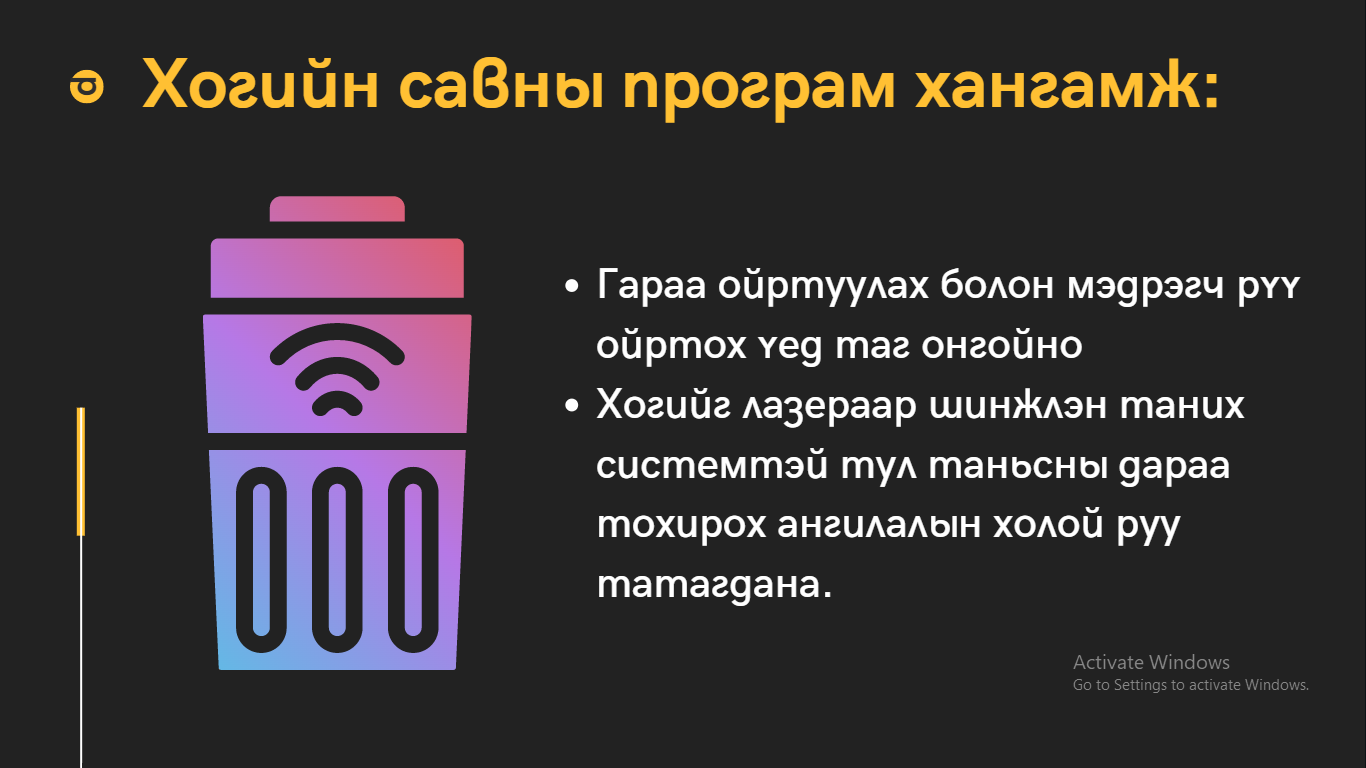 Хогийн савны програм хангамж:
• Гараа ойртуулах болон мэдрэгч рүү
ойртох үед таг онгойно
• Хогийг лазераар шинжлэн таних
системтэй тул таньсны дараа
тохирох ангилалын холой руу
татагдана.
Activate Windows
Go to Settings to activate Windows.